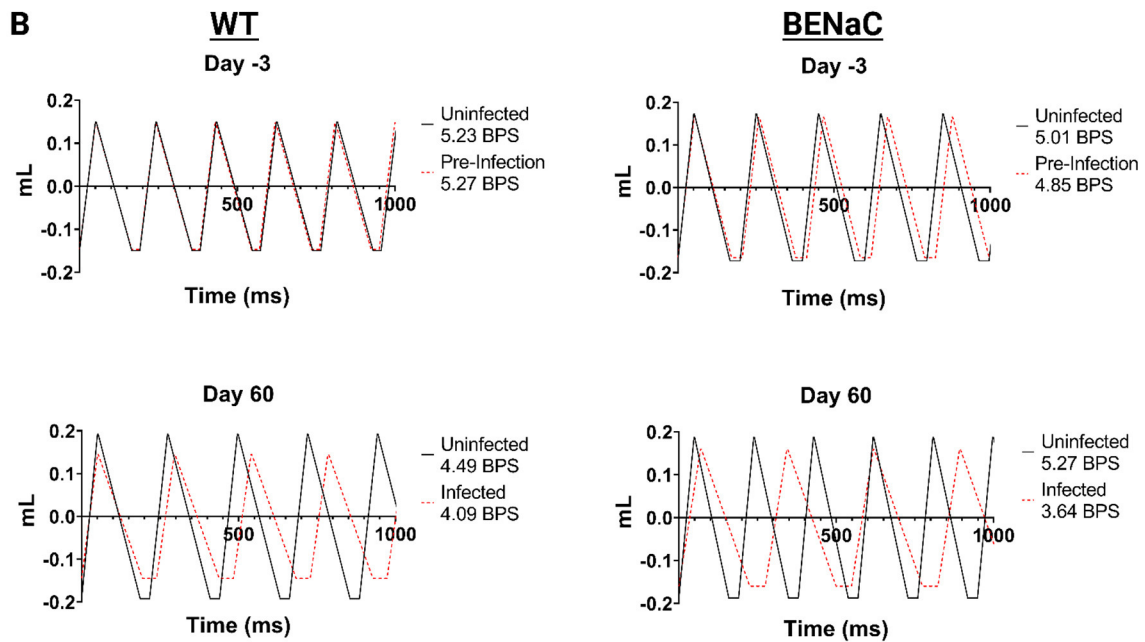 B
WT
BENaC
Day -3
0.2
0.1
0.0
-0.1
-0.2
mL
500
1000
Time (ms)
Uninfected
5.23 BPS
Pre-Infection
5.27 BPS
Day -3
0.2
0.1
0.0
-0.1
-0.2
mL
500
1000
Time (ms)
Uninfected
5.01 BPS
Pre-Infection
4.85 BPS
Day 60
0.2
0.1
0.0
-0.1
-0.2
mL
500
1000
Time (ms)
Uninfected
4.49 BPS
Infected
4.09 BPS
Day 60
0.2
0.1
0.0
-0.1
-0.2
mL
500
1000
Time (ms)
Uninfected
5.27 BPS
Infected
3.64 BPS